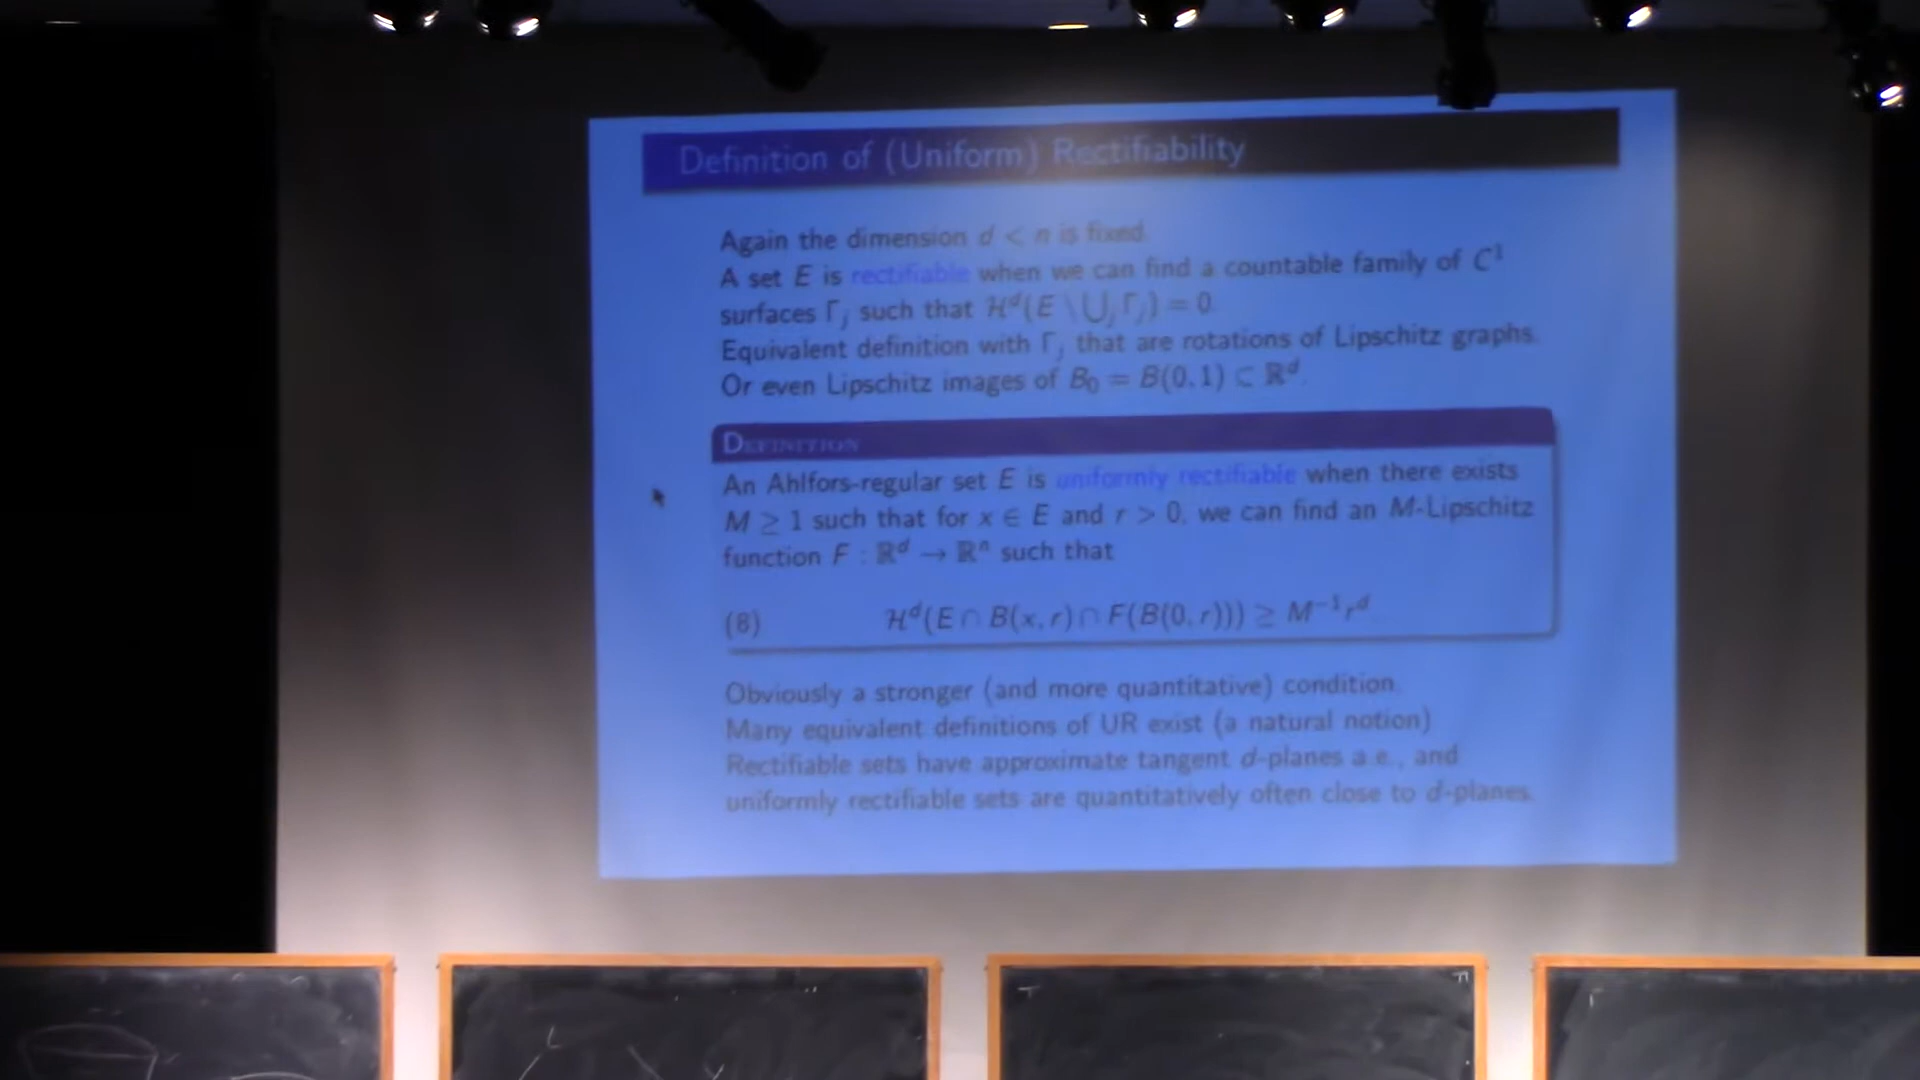 Definition of (Uniform) Rectifiability
Again the dimension d < n is fixed.
A set E is rectifiable when we can find a countable family of C¹
surfaces Γⱼ such that ℋᵈ(E \ ⋃ⱼ Γⱼ) = 0.
Equivalent definition with Γⱼ that are rotations of Lipschitz graphs.
Or even Lipschitz images of B₀ = B(0,1) ⊂ ℝᵈ.
DEFINITION
An Ahlfors-regular set E is uniformly rectifiable when there exists
M ≥ 1 such that for x ∈ E and r > 0, we can find an M-Lipschitz
function F : ℝᵈ → ℝⁿ such that
(8) ℋᵈ(E ∩ B(x,r) ∩ F(B(0,r))) ≥ M⁻¹rᵈ
Obviously a stronger (and more quantitative) condition.
Many equivalent definitions of UR exist (a natural notion)
Rectifiable sets have approximate tangent d-planes a.e., and
uniformly rectifiable sets are quantitatively often close to d-planes.